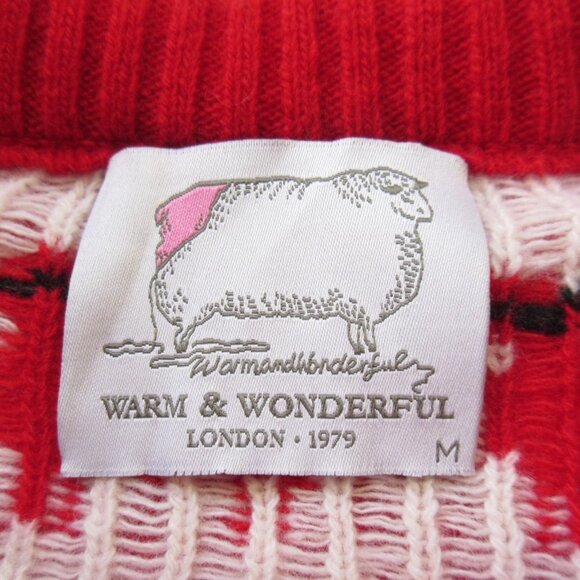 Warmandwonderful
WARM & WONDERFUL
LONDON • 1979
M